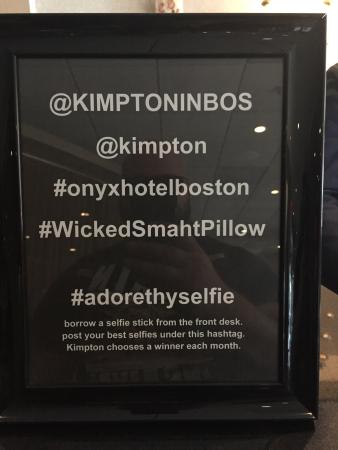 @KIMPTONINBOS
@kimpton
#onyxhotelboston
#WickedSmahtPillow
#adorethyselfie
borrow a selfie stick from the front desk.
post your best selfies under this hashtag.
Kimpton chooses a winner each month.